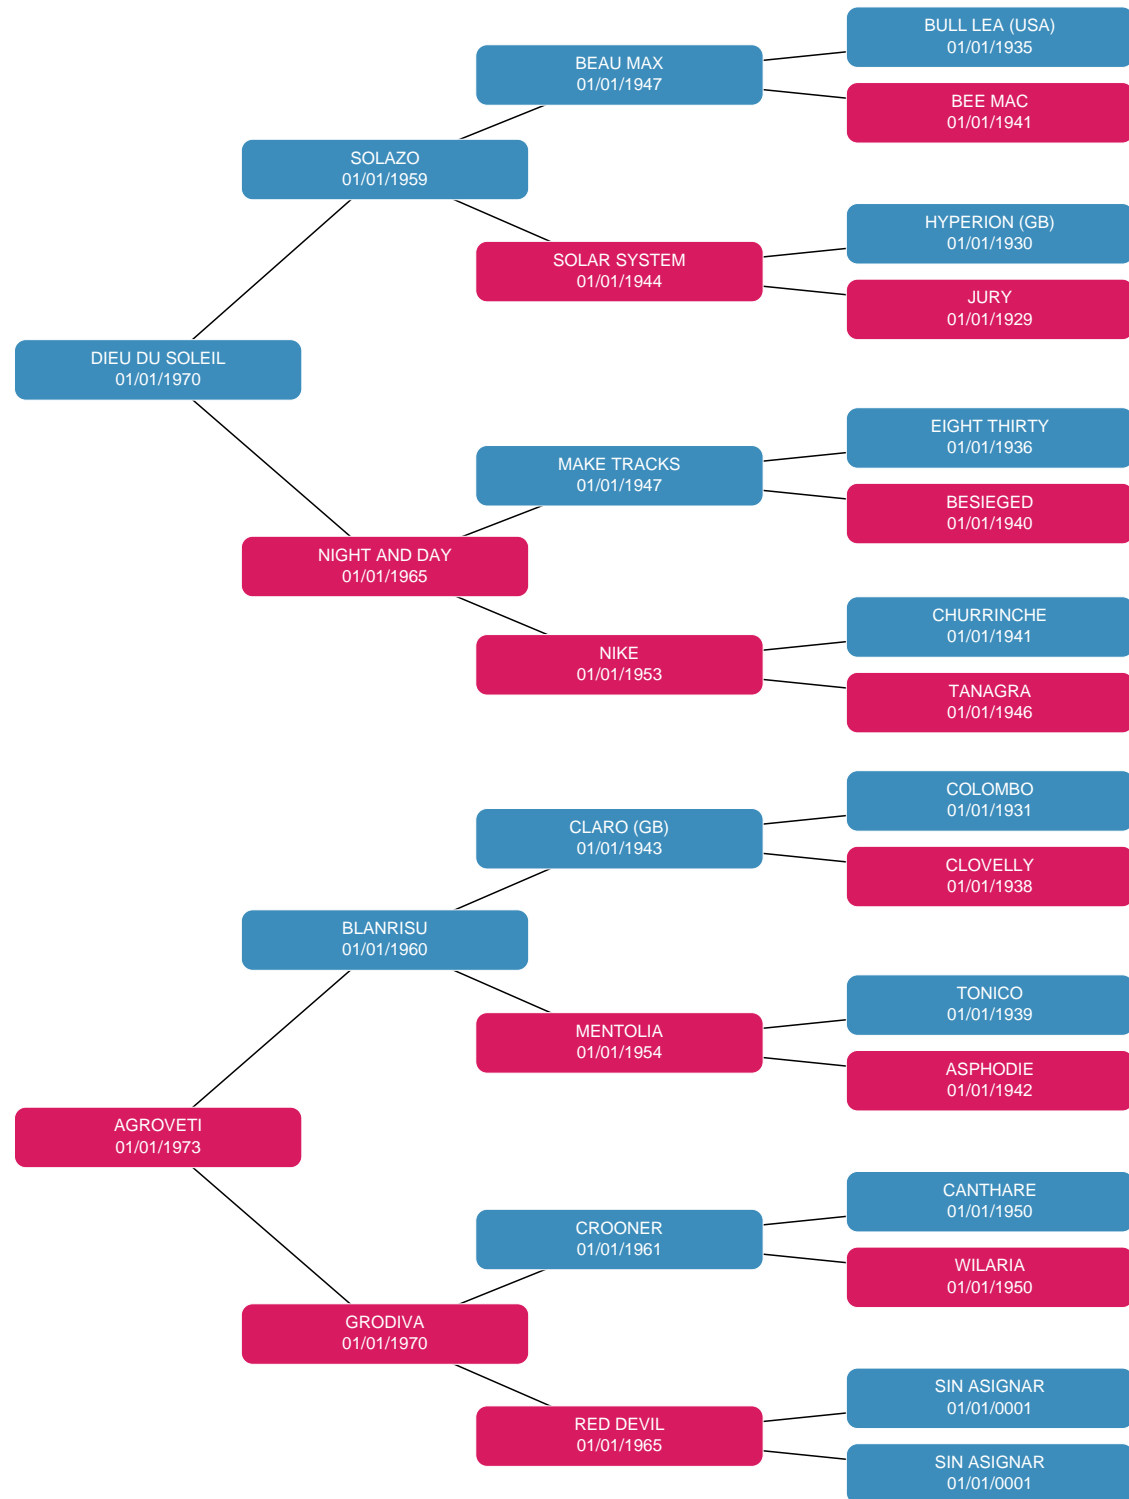 BULL LEA (USA)
01/01/1935
BEAU MAX
01/01/1947
BEE MAC
01/01/1941
SOLAZO
01/01/1959
HYPERION (GB)
01/01/1930
SOLAR SYSTEM
01/01/1944
JURY
01/01/1929
DIEU DU SOLEIL
01/01/1970
EIGHT THIRTY
01/01/1936
MAKE TRACKS
01/01/1947
BESIEGED
01/01/1940
NIGHT AND DAY
01/01/1965
CHURRINCHE
01/01/1941
NIKE
01/01/1953
TANAGRA
01/01/1946
COLOMBO
01/01/1931
CLARO (GB)
01/01/1943
CLOVELLY
01/01/1938
BLANRISU
01/01/1960
TONICO
01/01/1939
MENTOLIA
01/01/1954
ASPHODIE
01/01/1942
AGROVETI
01/01/1973
CANTHARE
01/01/1950
CROONER
01/01/1961
WILARIA
01/01/1950
GRODIVA
01/01/1970
SIN ASIGNAR
01/01/0001
RED DEVIL
01/01/1965
SIN ASIGNAR
01/01/0001